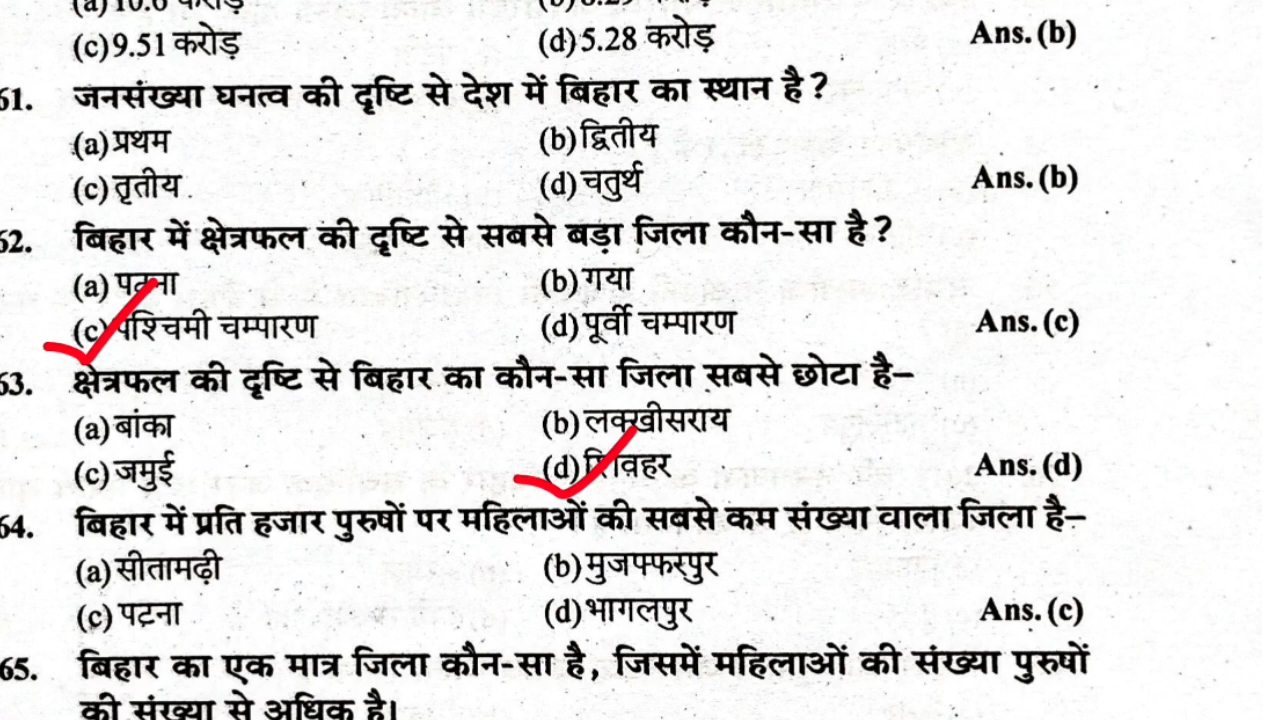 (c) 9.51 करोड़ (d) 5.28 करोड़ Ans. (b)
61. जनसंख्या घनत्व की दृष्टि से देश में बिहार का स्थान है?
(a) प्रथम (b) द्वितीय
(c) तृतीय (d) चतुर्थ Ans. (b)
62. बिहार में क्षेत्रफल की दृष्टि से सबसे बड़ा जिला कौन-सा है?
(a) पटना (b) गया
(c) पश्चिमी चम्पारण (d) पूर्वी चम्पारण Ans. (c)
63. क्षेत्रफल की दृष्टि से बिहार का कौन-सा जिला सबसे छोटा है–
(a) बांका (b) लक्खीसराय
(c) जमुई (d) शिवहर Ans. (d)
64. बिहार में प्रति हजार पुरुषों पर महिलाओं की सबसे कम संख्या वाला जिला है–
(a) सीतामढ़ी (b) मुजफ्फरपुर
(c) पटना (d) भागलपुर Ans. (c)
65. बिहार का एक मात्र जिला कौन-सा है, जिसमें महिलाओं की संख्या पुरुषों
की संख्या से अधिक है।